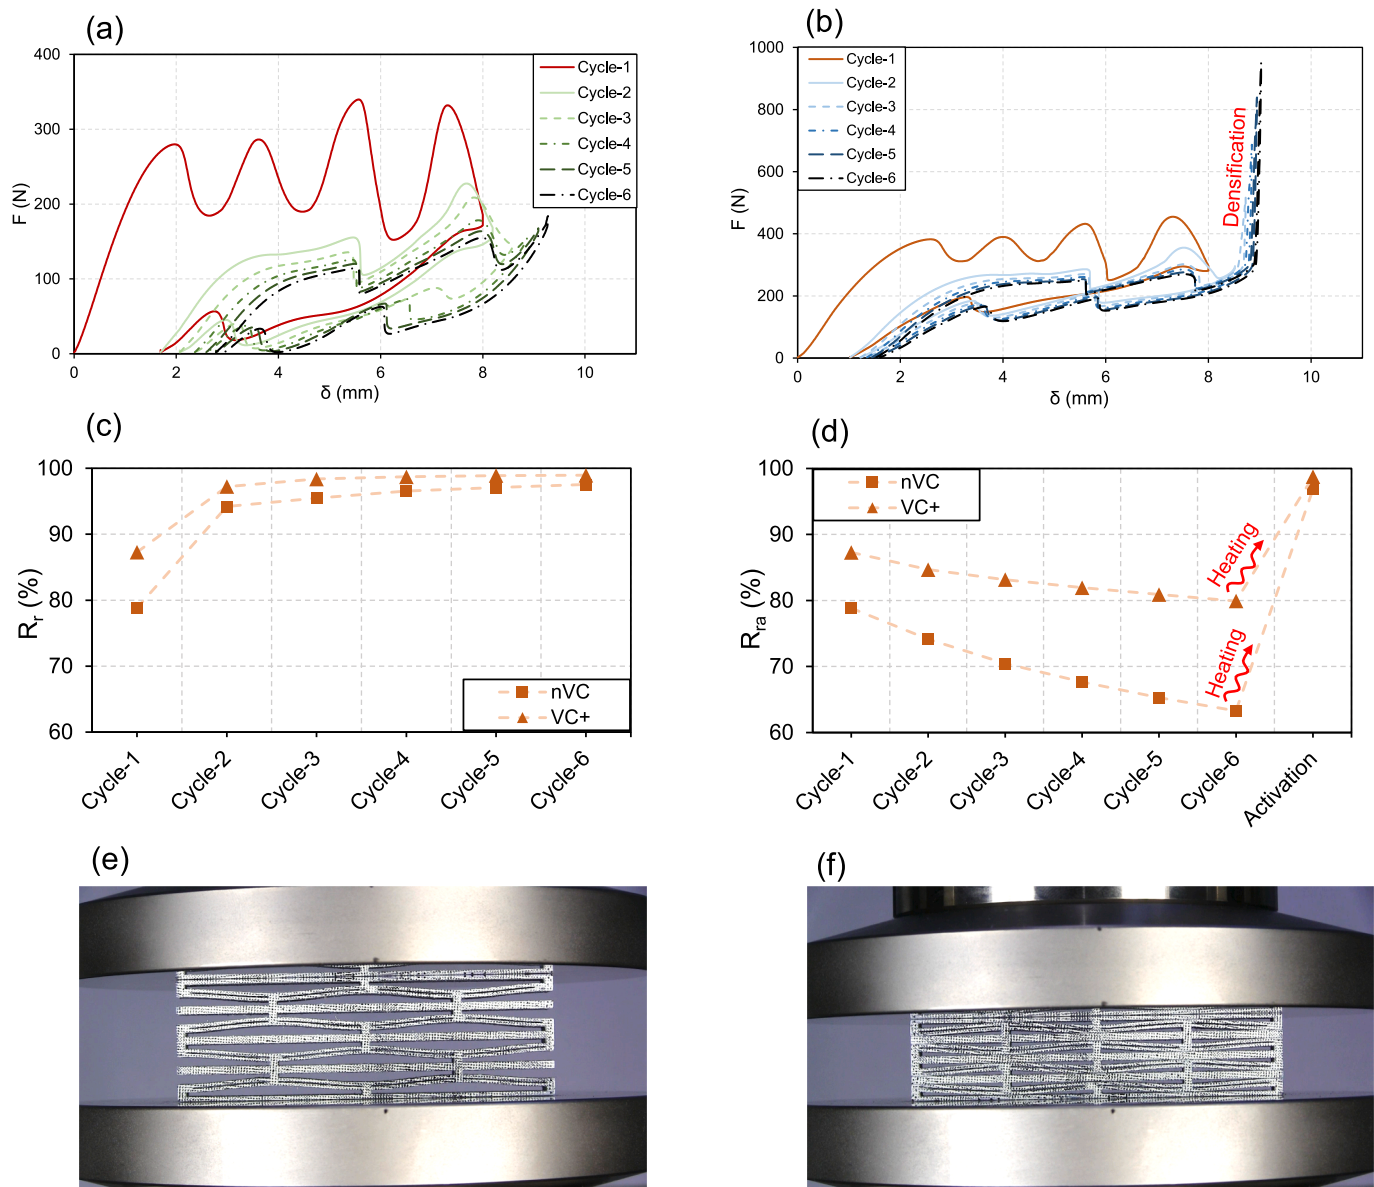 (a)
400
300
200
100
0
F (N)
0 2 4 6 8 10
δ (mm)
Cycle-1
Cycle-2
Cycle-3
Cycle-4
Cycle-5
Cycle-6
(b)
1000
800
600
400
200
0
F (N)
0 2 4 6 8 10
δ (mm)
Cycle-1
Cycle-2
Cycle-3
Cycle-4
Cycle-5
Cycle-6
Densification
(c)
100
90
80
70
60
Rr (%)
nVC
VC+
Cycle-1
Cycle-2
Cycle-3
Cycle-4
Cycle-5
Cycle-6
(d)
100
90
80
70
60
Rra (%)
nVC
VC+
Heating
Heating
Cycle-1
Cycle-2
Cycle-3
Cycle-4
Cycle-5
Cycle-6
Activation
(e)
(f)